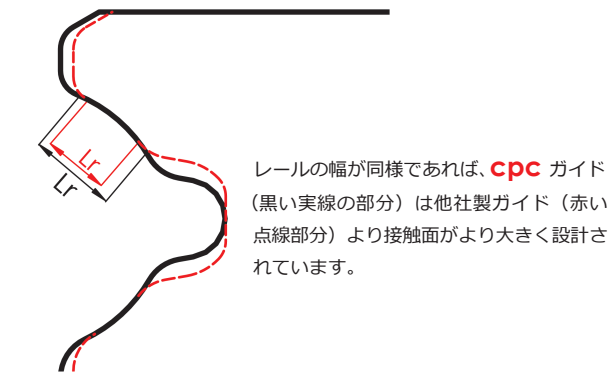 Lr
Lr
レールの幅が同様であれば、cpc ガイド
（黒い実線の部分）は他社製ガイド（赤い
点線部分）より接触面がより大きく設計さ
れています。